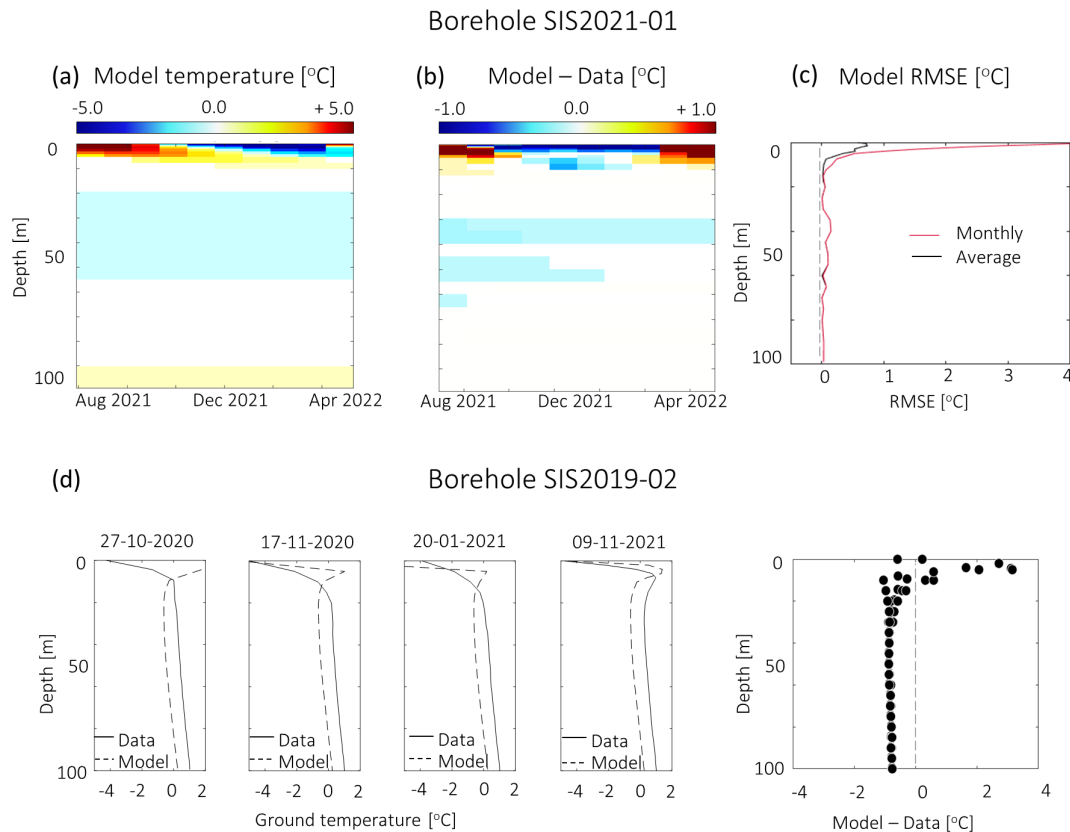 Borehole SIS2021-01
(a) Model temperature [°C]
-5.0 0.0 + 5.0
0
50
100
Depth [m]
Aug 2021 Dec 2021 Apr 2022
(b) Model – Data [°C]
-1.0 0.0 +1.0
0
50
100
Depth [m]
Aug 2021 Dec 2021 Apr 2022
(c) Model RMSE [°C]
0
50
100
Depth [m]
Monthly
Average
0 1 2 3 4
RMSE [°C]
(d) Borehole SIS2019-02
27-10-2020 17-11-2020 20-01-2021 09-11-2021
0
50
100
Depth [m]
Data
Model
Data
Model
Data
Model
Data
Model
-4 -2 0 2 -4 -2 0 2 -4 -2 0 2 -4 -2 0 2
Ground temperature [°C]
0
50
100
Depth [m]
-4 -2 0 2 4
Model – Data [°C]